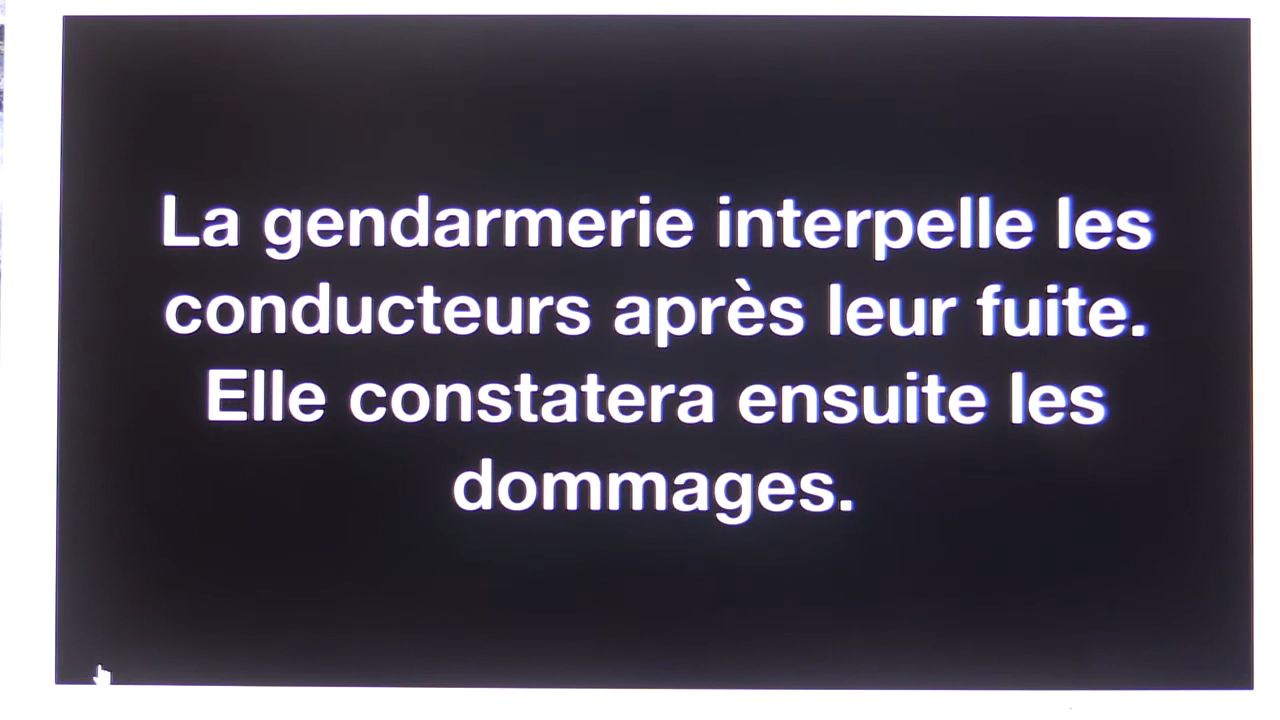 La gendarmerie interpelle les
conducteurs après leur fuite.
Elle constatera ensuite les
dommages.